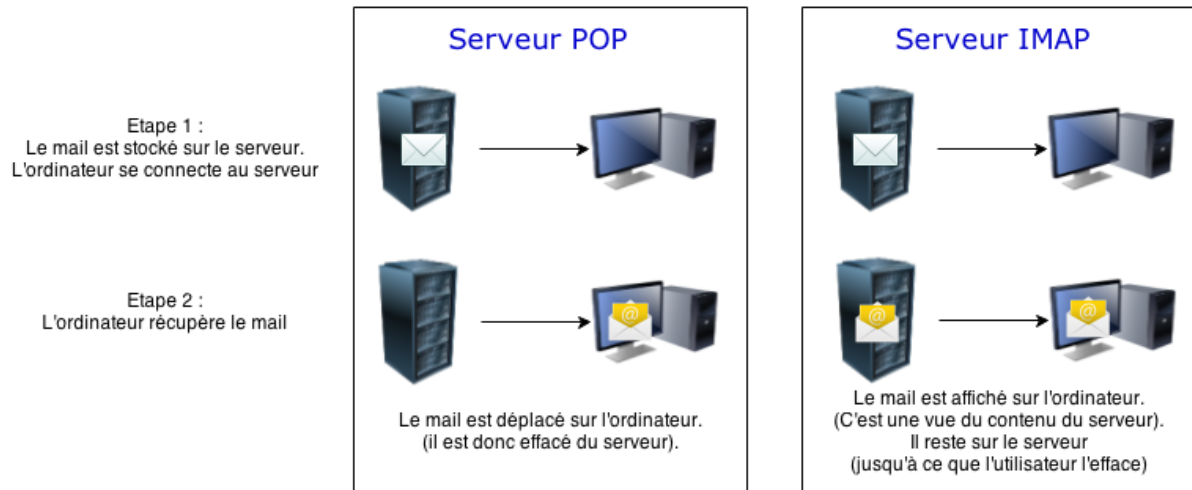 Serveur POP
Serveur IMAP
Etape 1 :
Le mail est stocké sur le serveur.
L'ordinateur se connecte au serveur
Etape 2 :
L'ordinateur récupère le mail
@
@
@
Le mail est déplacé sur l'ordinateur.
(il est donc effacé du serveur).
Le mail est affiché sur l'ordinateur.
(C'est une vue du contenu du serveur).
Il reste sur le serveur
(jusqu'à ce que l'utilisateur l'efface)